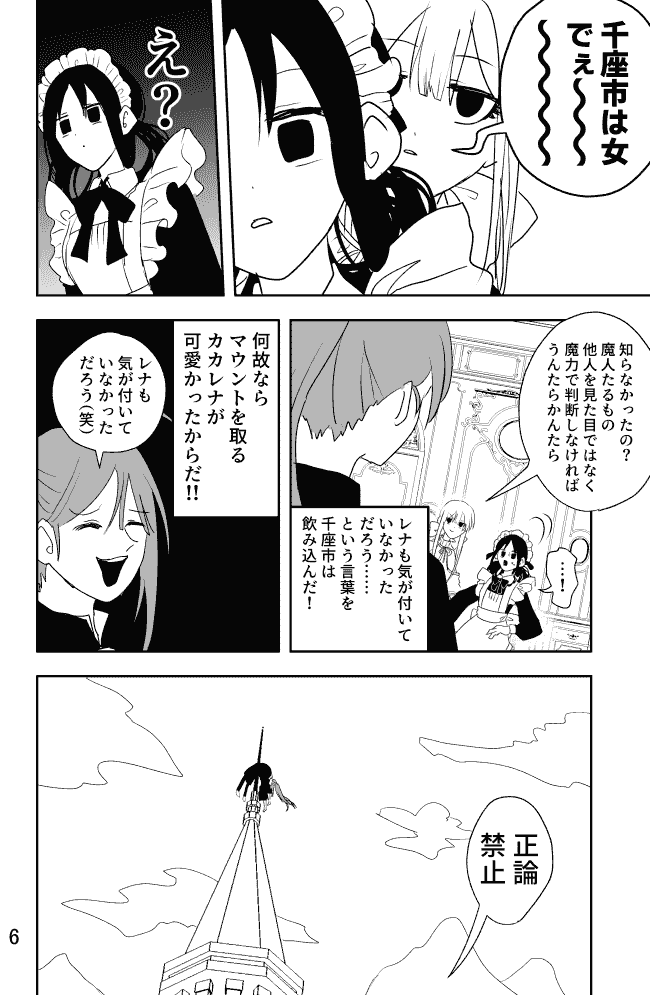 千座市は女
でぇ〜〜〜〜〜〜
え?
知らなかったの?
魔人たるもの
他人を見た目ではなく
魔力で判断しなければ
うんたらかんたら
…!
レナも気が付いて
いなかった
だろう……
という言葉を
千座市は
飲み込んだ!
何故なら
マウントを取る
カカレナが
可愛かったからだ!!
レナも
気が付いて
いなかった
だろう(笑)
正論
禁止
6